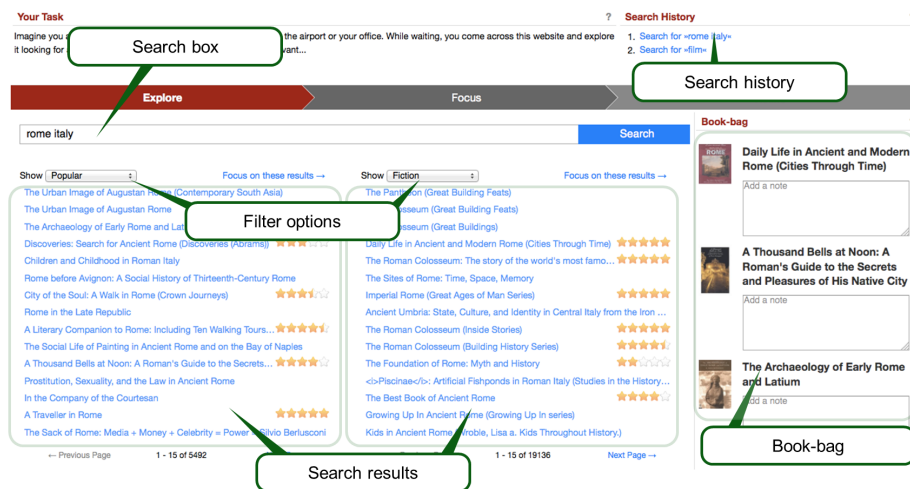 Your Task
?
Imagine you a
the airport or your office. While waiting, you come across this website and explore
it looking for
vant...
Search box
Search History
1. Search for »rome italy«
2. Search for »film«
Search history
Explore
Focus
rome italy
Search
Show Popular
Focus on these results →
The Urban Image of Augustan Rome (Contemporary South Asia)
The Urban Image of Augustan Rome
The Archaeology of Early Rome and Lat
Discoveries: Search for Ancient Rome (Discoveries (Abrams))
Children and Childhood in Roman Italy
Rome before Avignon: A Social History of Thirteenth-Century Rome
City of the Soul: A Walk in Rome (Crown Journeys)
Rome in the Late Republic
A Literary Companion to Rome: Including Ten Walking Tours...
The Social Life of Painting in Ancient Rome and on the Bay of Naples
A Thousand Bells at Noon: A Roman's Guide to the Secrets...
Prostitution, Sexuality, and the Law in Ancient Rome
In the Company of the Courtesan
A Traveller in Rome
The Sack of Rome: Media + Money + Celebrity = Power = Silvio Berlusconi
← Previous Page
1 - 15 of 5492
Filter options
Show Fiction
Focus on these results →
The Pantheon (Great Building Feats)
olosseum (Great Building Feats)
olosseum (Great Buildings)
Daily Life in Ancient and Modern Rome (Cities Through Time)
The Roman Colosseum: The story of the world's most famo...
The Sites of Rome: Time, Space, Memory
Imperial Rome (Great Ages of Man Series)
Ancient Umbria: State, Culture, and Identity in Central Italy from the Iron ...
The Roman Colosseum (Inside Stories)
The Roman Colosseum (Building History Series)
The Foundation of Rome: Myth and History
<i>Piscinae</i>: Artificial Fishponds in Roman Italy (Studies in the History...
The Best Book of Ancient Rome
Growing Up In Ancient Rome (Growing Up In series)
Kids in Ancient Rome (Wroble, Lisa a. Kids Throughout History.)
1 - 15 of 19136
Next Page →
Search results
Book-bag
Daily Life in Ancient and Modern
Rome (Cities Through Time)
Add a note
A Thousand Bells at Noon: A
Roman's Guide to the Secrets
and Pleasures of His Native City
Add a note
The Archaeology of Early Rome
and Latium
Add a note
Book-bag